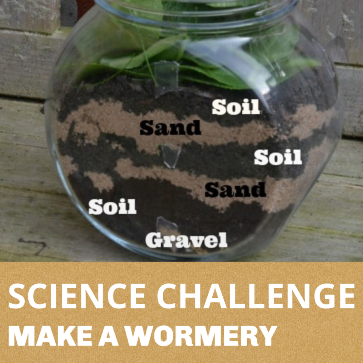 Soil
Sand
Soil
Sand
Soil
Gravel
SCIENCE CHALLENGE
MAKE A WORMERY